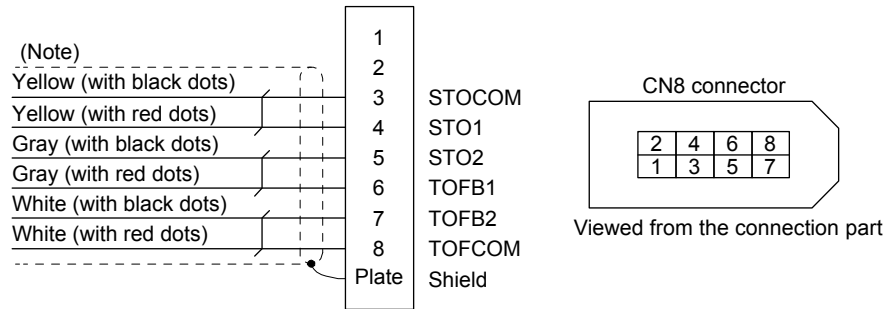 (Note)
Yellow (with black dots)
Yellow (with red dots)
Gray (with black dots)
Gray (with red dots)
White (with black dots)
White (with red dots)
1
2
3 STOCOM
4 STO1
5 STO2
6 TOFB1
7 TOFB2
8 TOFCOM
Plate Shield
CN8 connector
2 4 6 8
1 3 5 7
Viewed from the connection part